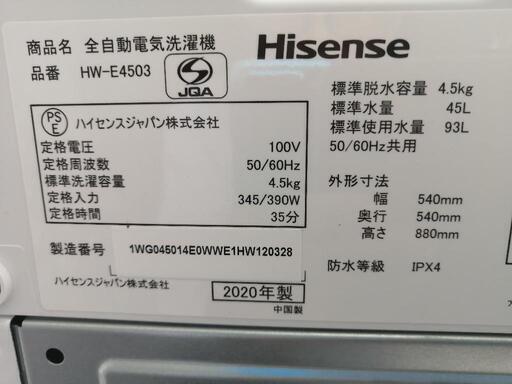 商品名 全自動電気洗濯機
品番 HW-E4503
S
JQA
Hisense
PS
E
ハイセンスジャパン株式会社
定格電圧 100V
定格周波数 50/60Hz
標準洗濯容量 4.5kg
定格入力 345/390W
定格時間 35分
製造番号 1WG045014E0WWE1HW120328
ハイセンスジャパン株式会社
2020年製
中国製
標準脱水容量 4.5kg
標準水量 45L
標準使用水量 93L
50/60Hz共用
外形寸法
幅 540mm
奥行 540mm
高さ 880mm
防水等級 IPX4